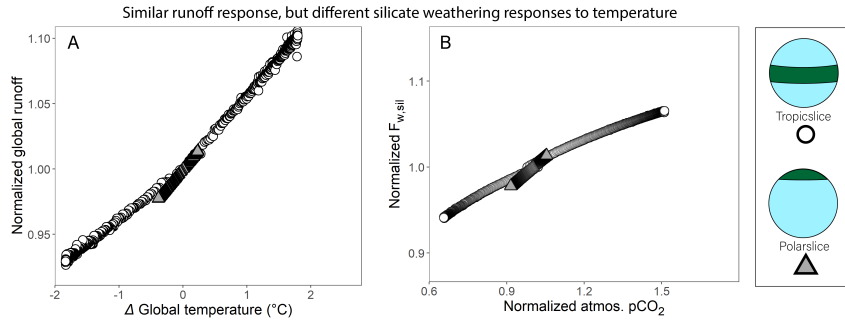 Similar runoff response, but different silicate weathering responses to temperature
A
Normalized global runoff
1.10
1.05
1.00
0.95
-2 -1 0 1 2
Δ Global temperature (°C)
B
Normalized Fw,sil
1.1
1.0
0.9
0.6 0.9 1.2 1.5
Normalized atmos. pCO2
Tropicslice
Polarslice